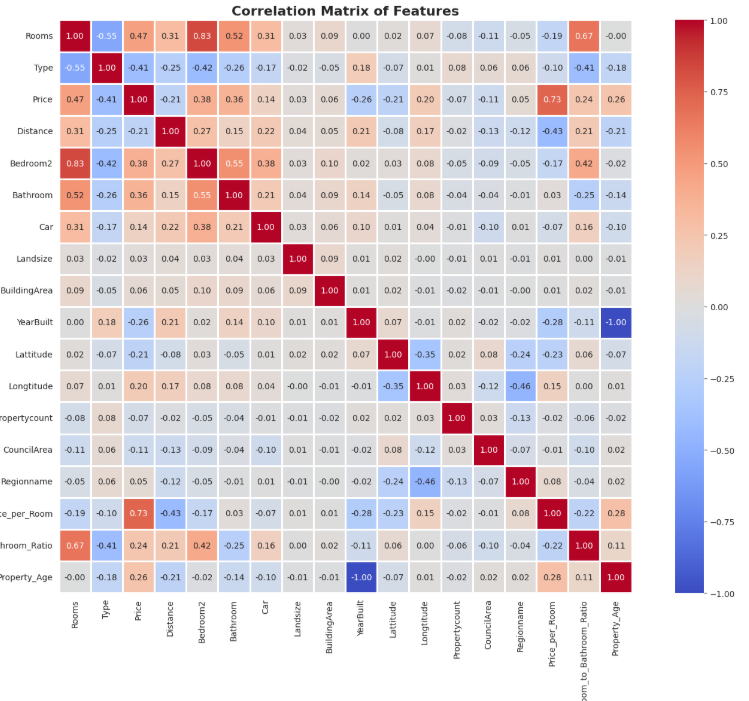 Correlation Matrix of Features
Rooms 1.00 -0.55 0.47 0.31 0.83 0.52 0.31 0.03 0.09 0.00 0.02 0.07 -0.08 -0.11 -0.05 -0.19 0.67 -0.00
Type -0.55 1.00 -0.41 -0.25 -0.42 -0.26 -0.17 -0.02 -0.05 0.18 -0.07 0.01 0.08 0.06 0.06 -0.10 -0.41 -0.18
Price 0.47 -0.41 1.00 -0.21 0.38 0.36 0.14 0.03 0.06 -0.26 -0.21 0.20 -0.07 -0.11 0.05 0.73 0.24 0.26
Distance 0.31 -0.25 -0.21 1.00 0.27 0.15 0.22 0.04 0.05 0.21 -0.08 0.17 -0.02 -0.13 -0.12 -0.43 0.21 -0.21
Bedroom2 0.83 -0.42 0.38 0.27 1.00 0.55 0.38 0.03 0.10 0.02 0.03 0.08 -0.05 -0.09 -0.05 -0.17 0.42 -0.02
Bathroom 0.52 -0.26 0.36 0.15 0.55 1.00 0.21 0.04 0.09 0.14 -0.05 0.08 -0.04 -0.04 -0.01 0.03 -0.25 -0.14
Car 0.31 -0.17 0.14 0.22 0.38 0.21 1.00 0.03 0.06 0.10 0.01 0.04 -0.01 -0.10 0.01 -0.07 0.16 -0.10
Landsize 0.03 -0.02 0.03 0.04 0.03 0.04 0.03 1.00 0.09 0.01 0.02 -0.00 -0.01 0.01 -0.01 0.01 0.00 -0.01
BuildingArea 0.09 -0.05 0.06 0.05 0.10 0.09 0.06 0.09 1.00 0.01 0.02 -0.01 -0.02 -0.01 -0.00 0.01 0.02 -0.01
YearBuilt 0.00 0.18 -0.26 0.21 0.02 0.14 0.10 0.01 0.01 1.00 0.07 -0.01 0.02 -0.02 -0.02 -0.28 -0.11 -1.00
Lattitude 0.02 -0.07 -0.21 -0.08 0.03 -0.05 0.01 0.02 0.02 0.07 1.00 -0.35 0.02 0.08 -0.24 -0.23 0.06 -0.07
Longtitude 0.07 0.01 0.20 0.17 0.08 0.08 0.04 -0.00 -0.01 -0.01 -0.35 1.00 0.03 -0.12 -0.46 0.15 0.00 0.01
ropertycount -0.08 0.08 -0.07 -0.02 -0.05 -0.04 -0.01 -0.01 -0.02 0.02 0.02 0.03 1.00 0.03 -0.13 -0.02 -0.06 -0.02
CouncilArea -0.11 0.06 -0.11 -0.13 -0.09 -0.04 -0.10 0.01 -0.01 -0.02 0.08 -0.12 0.03 1.00 -0.07 -0.01 -0.10 0.02
Regionname -0.05 0.06 0.05 -0.12 -0.05 -0.01 0.01 -0.01 -0.00 -0.02 -0.24 -0.46 -0.13 -0.07 1.00 0.08 -0.04 0.02
ce_per_Room -0.19 -0.10 0.73 -0.43 -0.17 0.03 -0.07 0.01 0.01 -0.28 -0.23 0.15 -0.02 -0.01 0.08 1.00 -0.22 0.28
hroom_Ratio 0.67 -0.41 0.24 0.21 0.42 -0.25 0.16 0.00 0.02 -0.11 0.06 0.00 -0.06 -0.10 -0.04 -0.22 1.00 0.11
Property_Age -0.00 -0.18 0.26 -0.21 -0.02 -0.14 -0.10 -0.01 -0.01 -1.00 -0.07 0.01 -0.02 0.02 0.02 0.28 0.11 1.00
Rooms
Type
Price
Distance
Bedroom2
Bathroom
Car
Landsize
BuildingArea
YearBuilt
Lattitude
Longtitude
Propertycount
CouncilArea
Regionname
Price_per_Room
om_to_Bathroom_Ratio
Property_Age
1.00
0.75
0.50
0.25
0.00
−0.25
−0.50
−0.75
−1.00